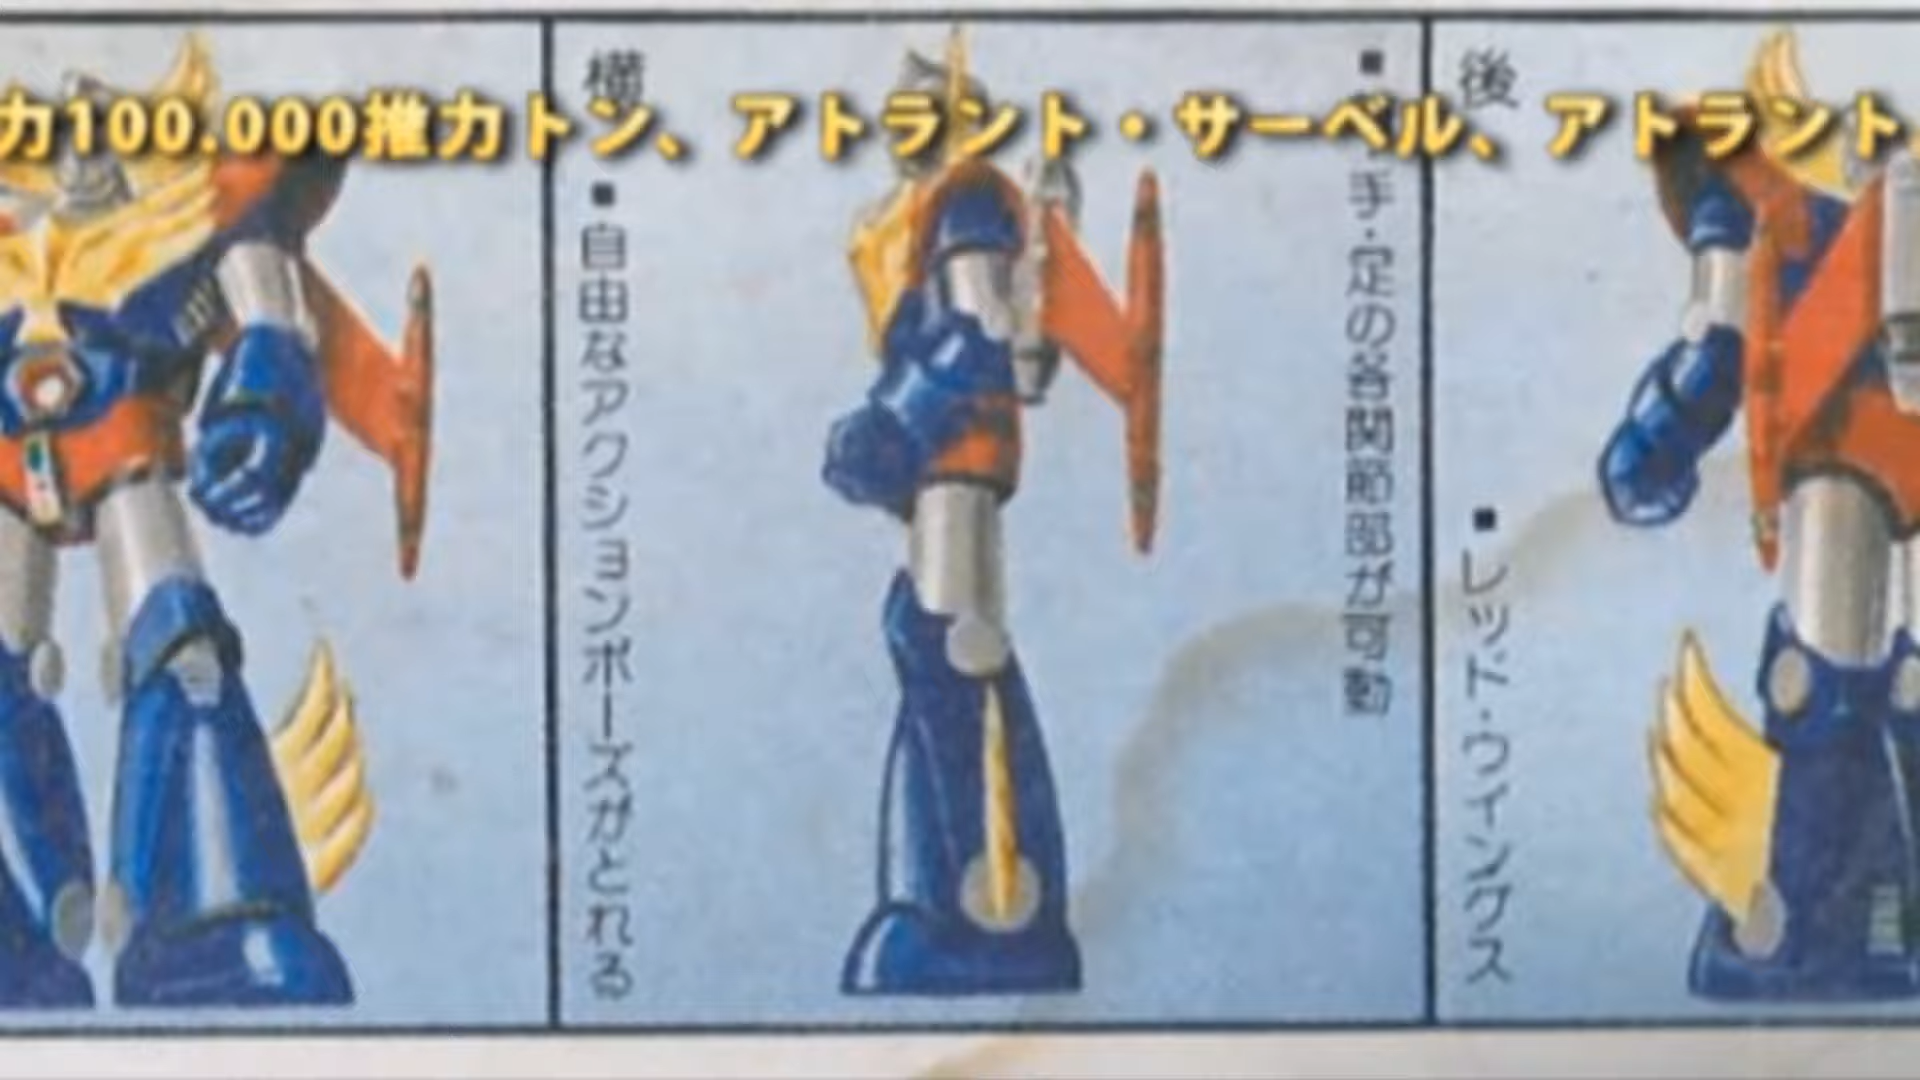 力100.000推力トン、アトラント・サーベル、アトラント
横
■自由なアクションポーズがとれる
手・足の各関節部が可動
後
■レッド・ウィングス